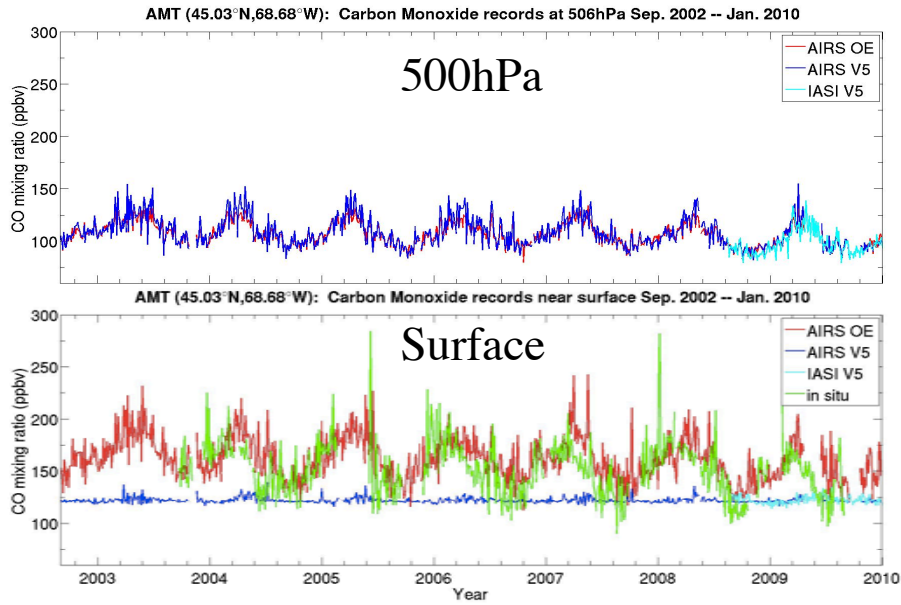 AMT (45.03°N,68.68°W): Carbon Monoxide records at 506hPa Sep. 2002 -- Jan. 2010
300
250
200
150
100
CO mixing ratio (ppbv)
500hPa
AIRS OE
AIRS V5
IASI V5
AMT (45.03°N,68.68°W): Carbon Monoxide records near surface Sep. 2002 -- Jan. 2010
300
250
200
150
100
CO mixing ratio (ppbv)
Surface
AIRS OE
AIRS V5
IASI V5
in situ
2003 2004 2005 2006 2007 2008 2009 2010
Year